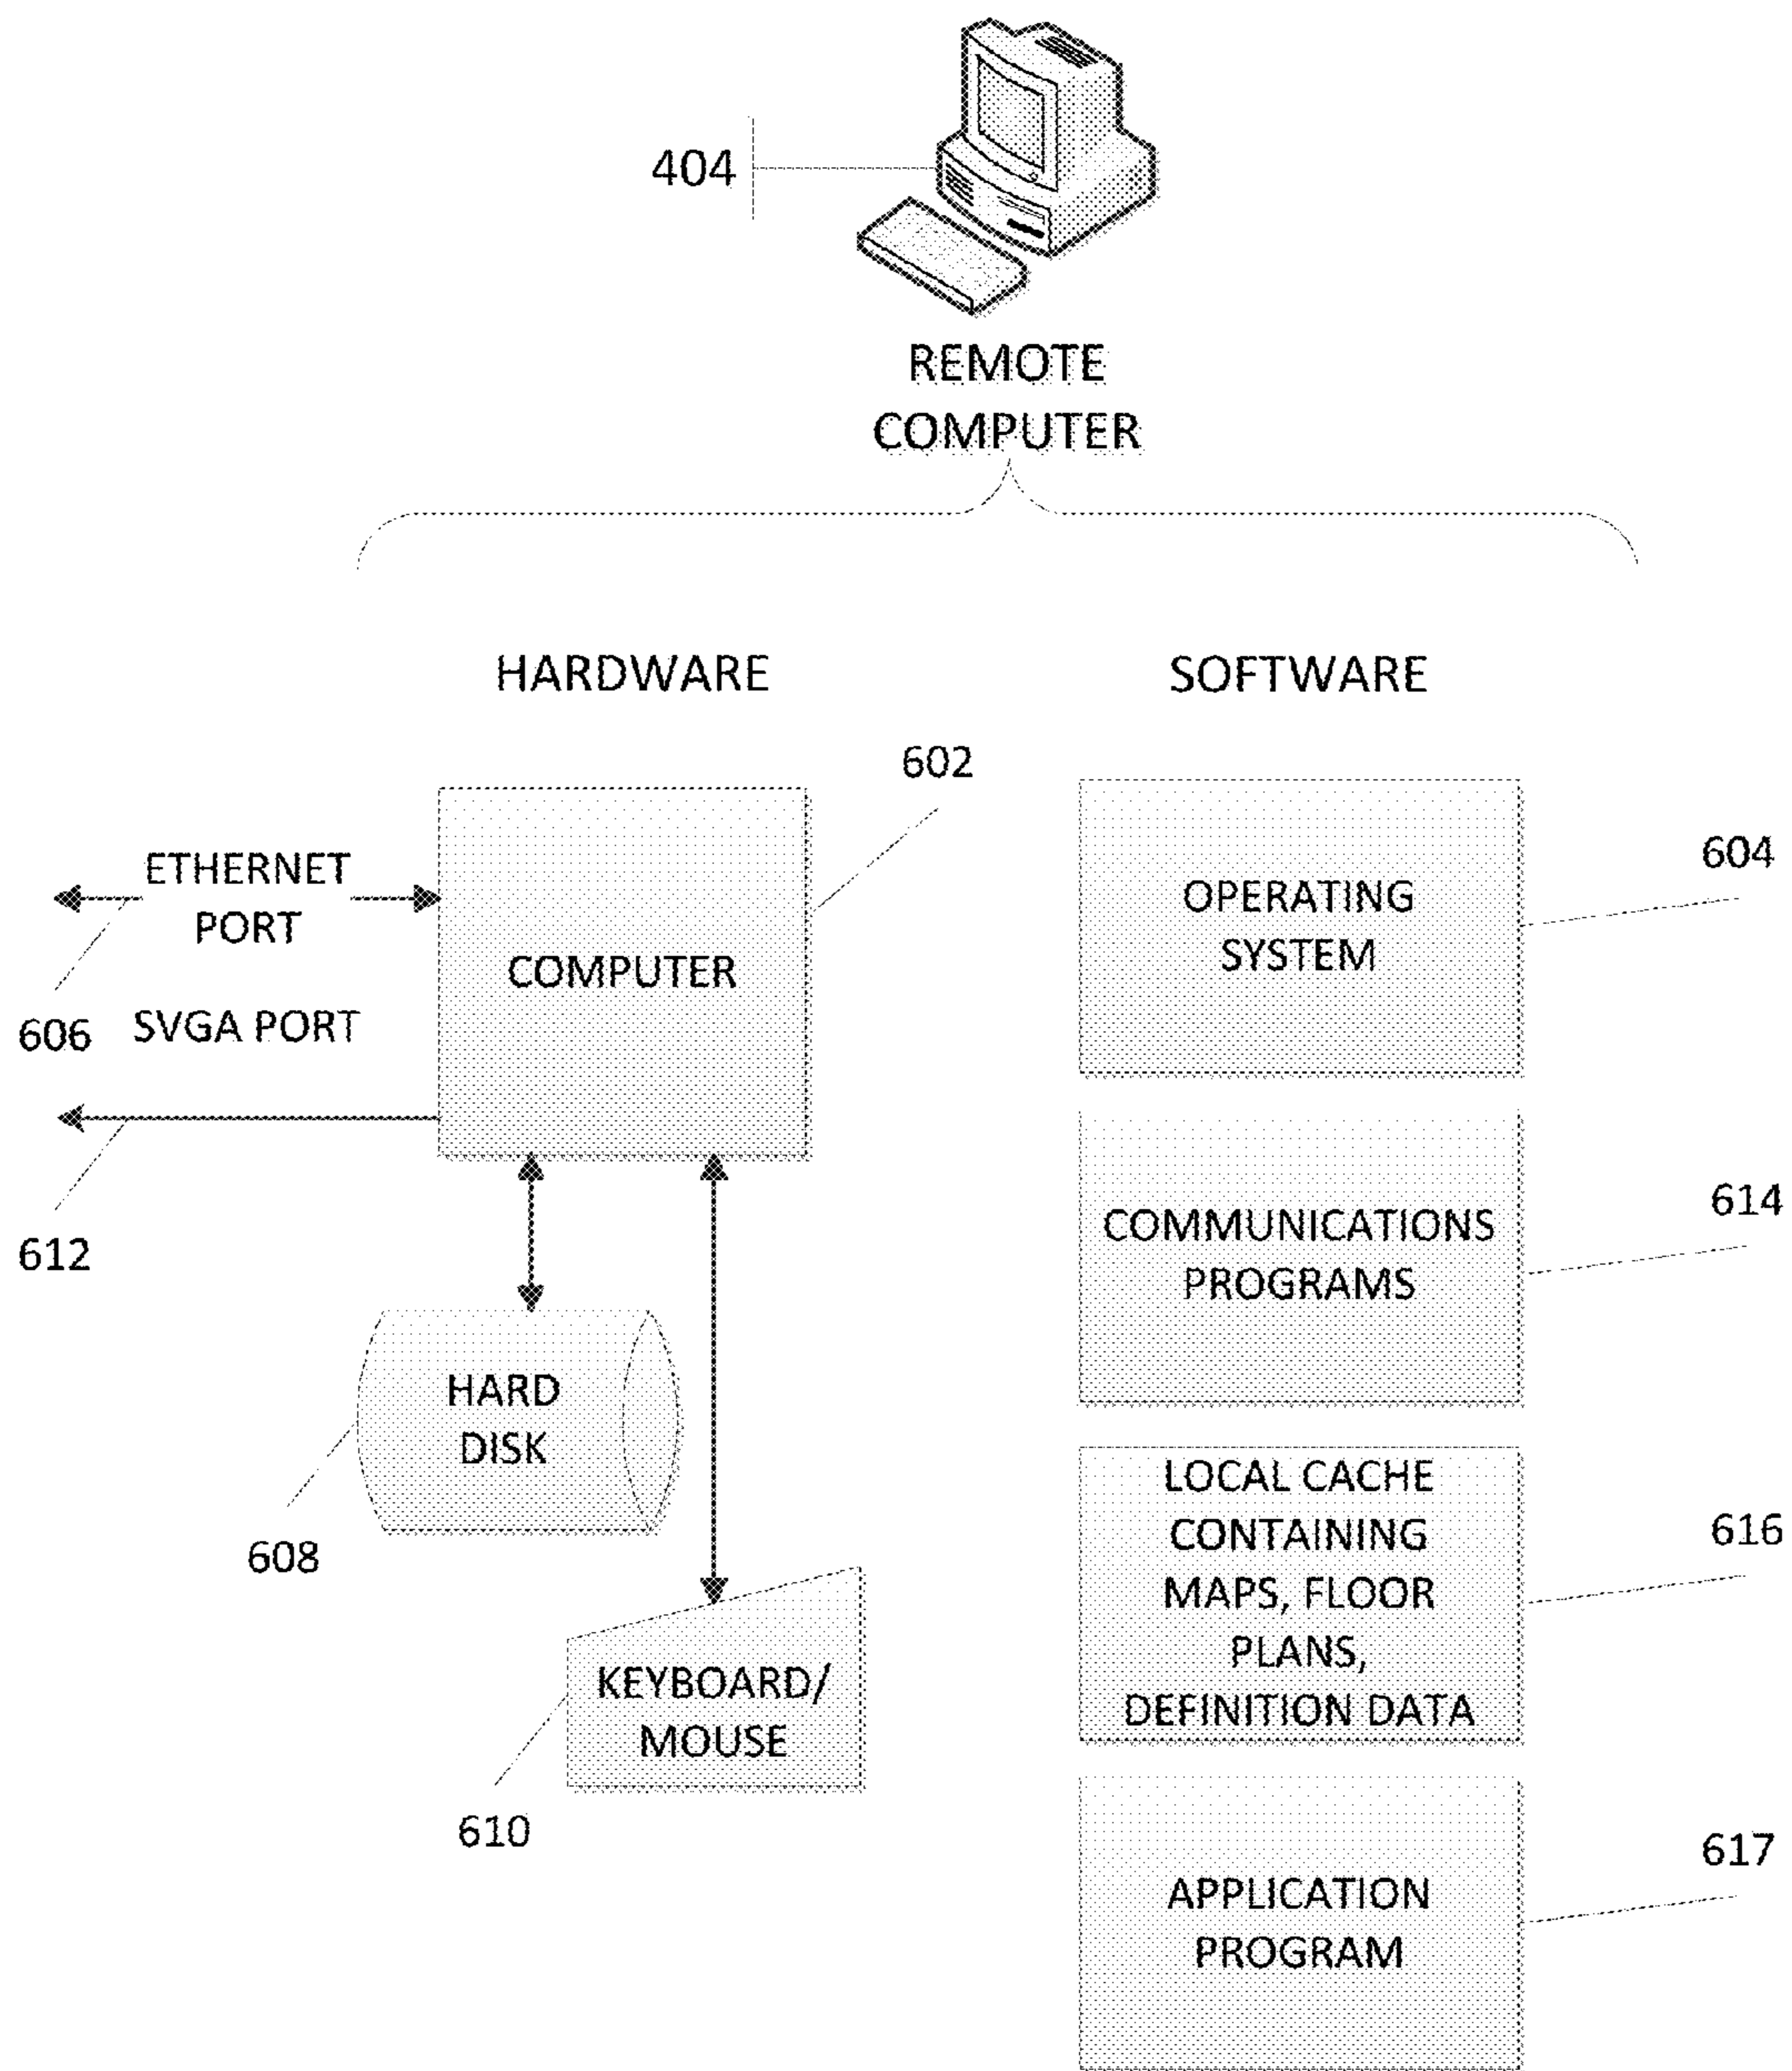 404
REMOTE
COMPUTER
HARDWARE
SOFTWARE
602
ETHERNET
PORT
606
SVGA PORT
COMPUTER
612
HARD
DISK
608
KEYBOARD/
MOUSE
610
OPERATING
SYSTEM
604
COMMUNICATIONS
PROGRAMS
614
LOCAL CACHE
CONTAINING
MAPS, FLOOR
PLANS,
DEFINITION DATA
616
APPLICATION
PROGRAM
617